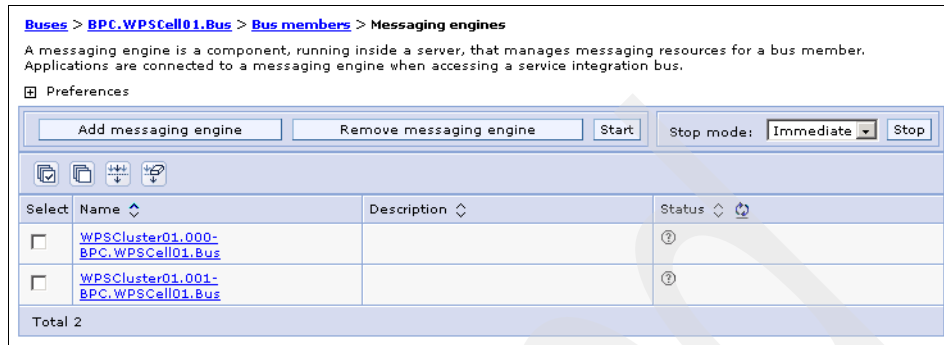 Buses > BPC.WPSCell01.Bus > Bus members > Messaging engines
A messaging engine is a component, running inside a server, that manages messaging resources for a bus member.
Applications are connected to a messaging engine when accessing a service integration bus.
Preferences
Add messaging engine Remove messaging engine Start Stop mode: Immediate Stop
Select Name Description Status
WPSCluster01.000-
BPC.WPSCell01.Bus
WPSCluster01.001-
BPC.WPSCell01.Bus
Total 2